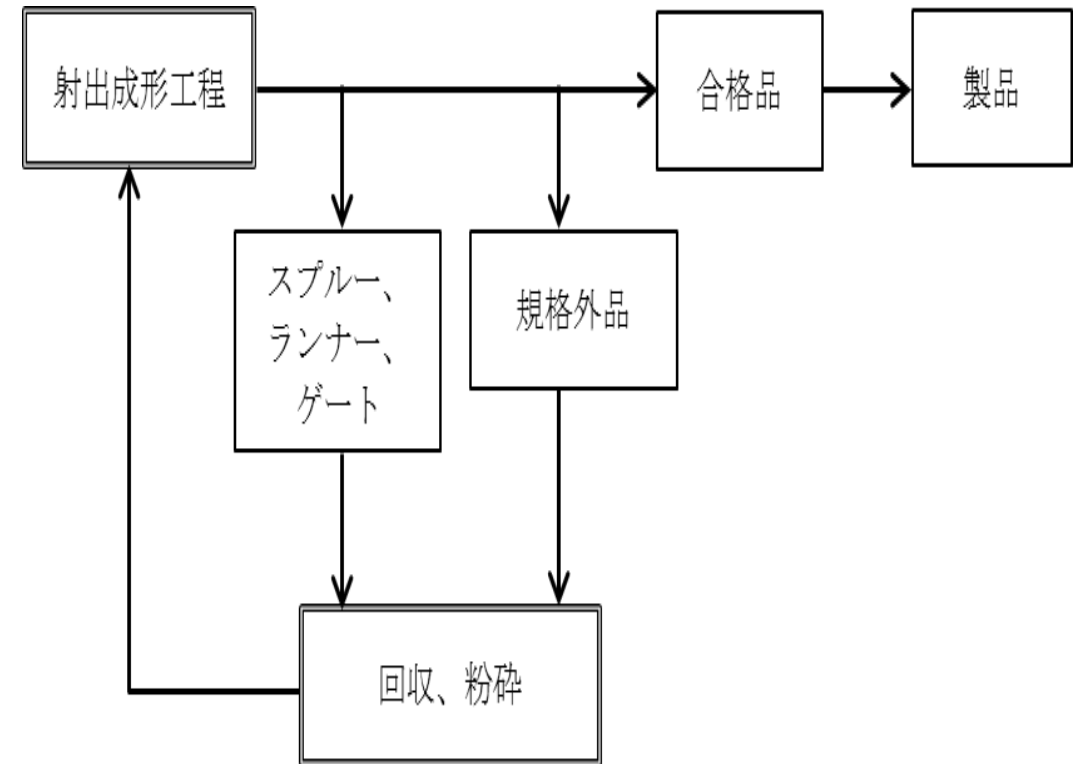 射出成形工程
合格品
製品
スプルー、
ランナー、
ゲート
規格外品
回収、粉砕